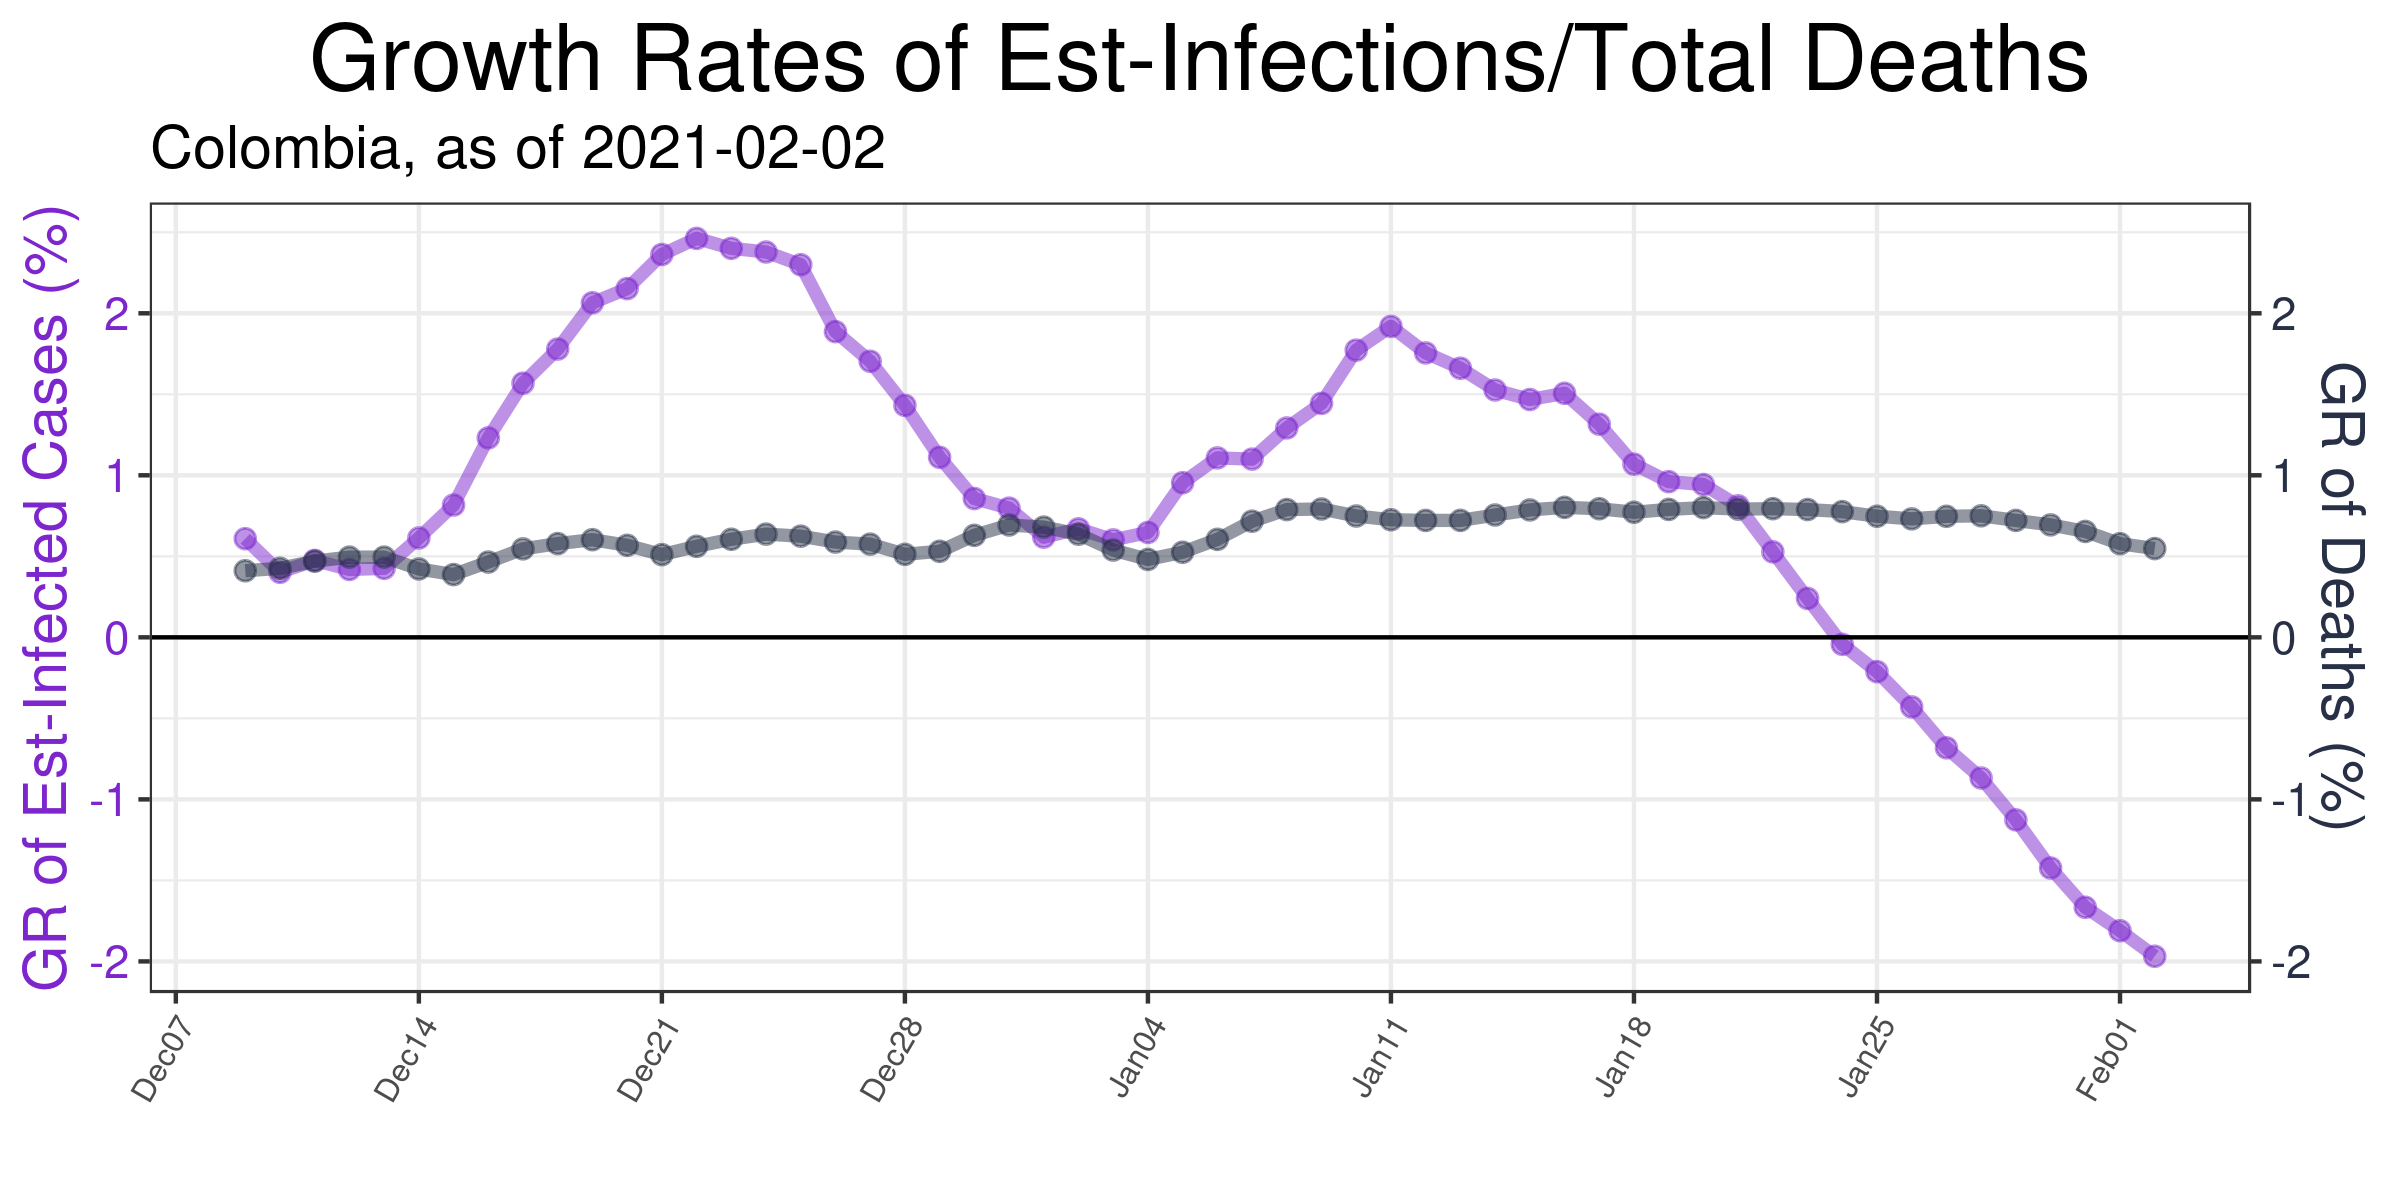 Growth Rates of Est-Infections/Total Deaths
Colombia, as of 2021-02-02
GR of Est-Infected Cases (%)
2
1
0
-1
-2
2
1
0
-1
-2
GR of Deaths (%)
Dec07
Dec14
Dec21
Dec28
Jan04
Jan11
Jan18
Jan25
Feb01